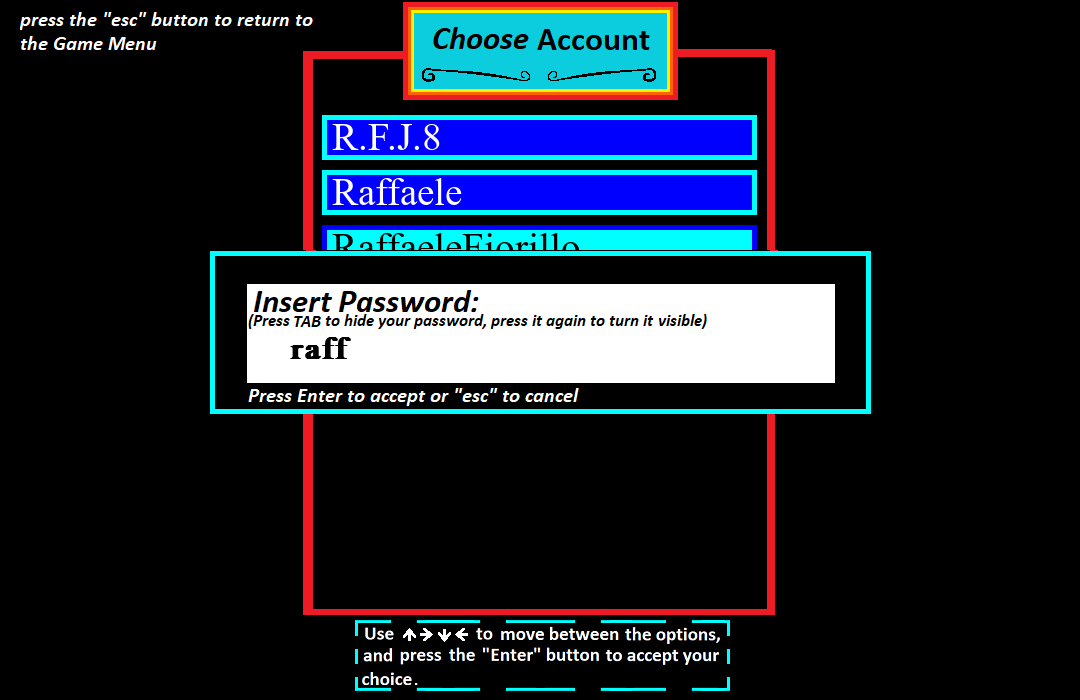 press the "esc" button to return to
the Game Menu
Choose Account
R.F.J.8
Raffaele
RaffaeleFiorillo
Insert Password:
(Press TAB to hide your password, press it again to turn it visible)
raff
Press Enter to accept or "esc" to cancel
Use ↑→↓← to move between the options,
and press the "Enter" button to accept your
choice.